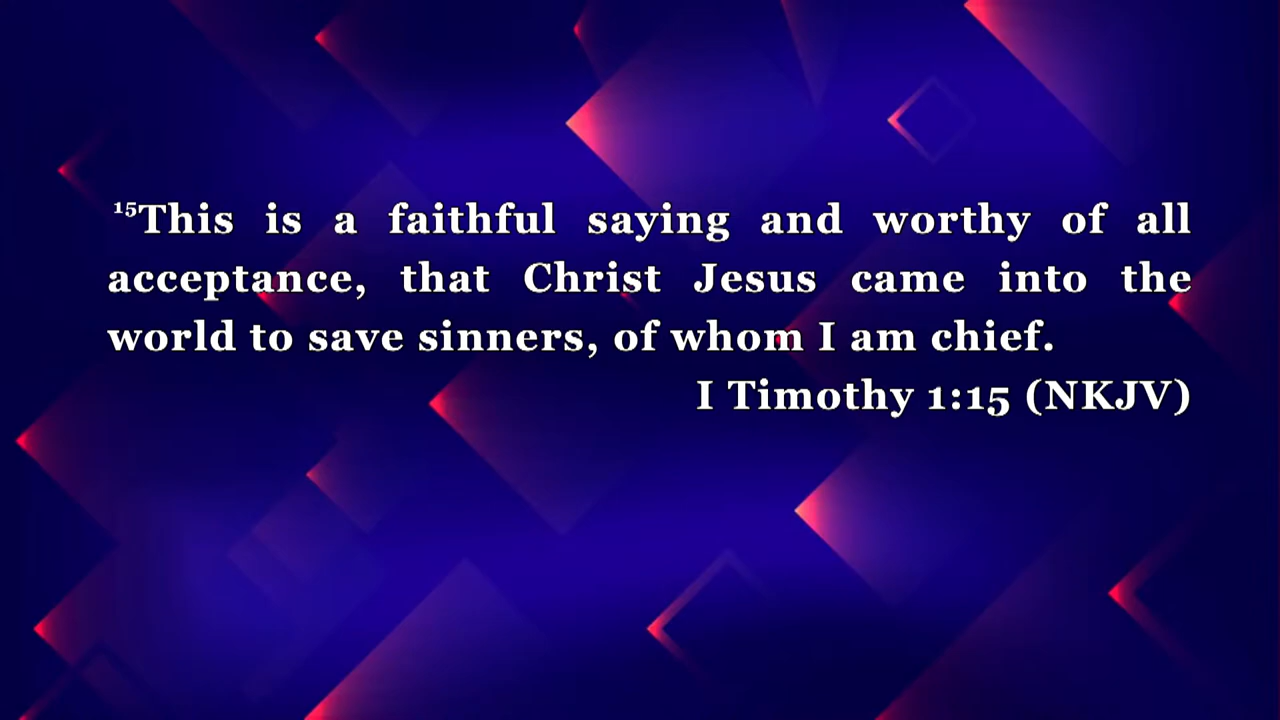 ¹⁵This is a faithful saying and worthy of all
acceptance, that Christ Jesus came into the
world to save sinners, of whom I am chief.
I Timothy 1:15 (NKJV)